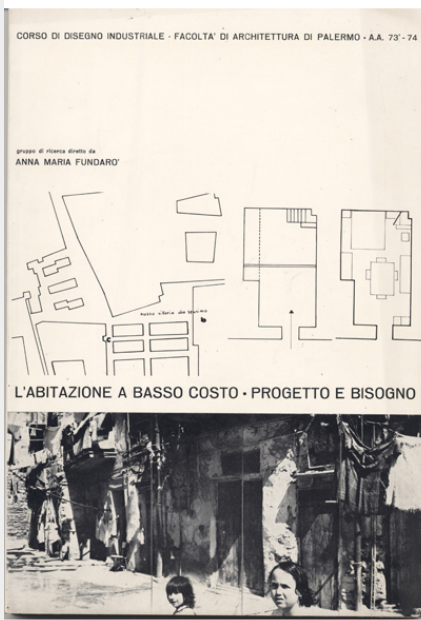 CORSO DI DISEGNO INDUSTRIALE · FACOLTA' DI ARCHITETTURA DI PALERMO · A.A. 73'-74
gruppo di ricerca diretto da
ANNA MARIA FUNDARO'
L'ABITAZIONE A BASSO COSTO · PROGETTO E BISOGNO